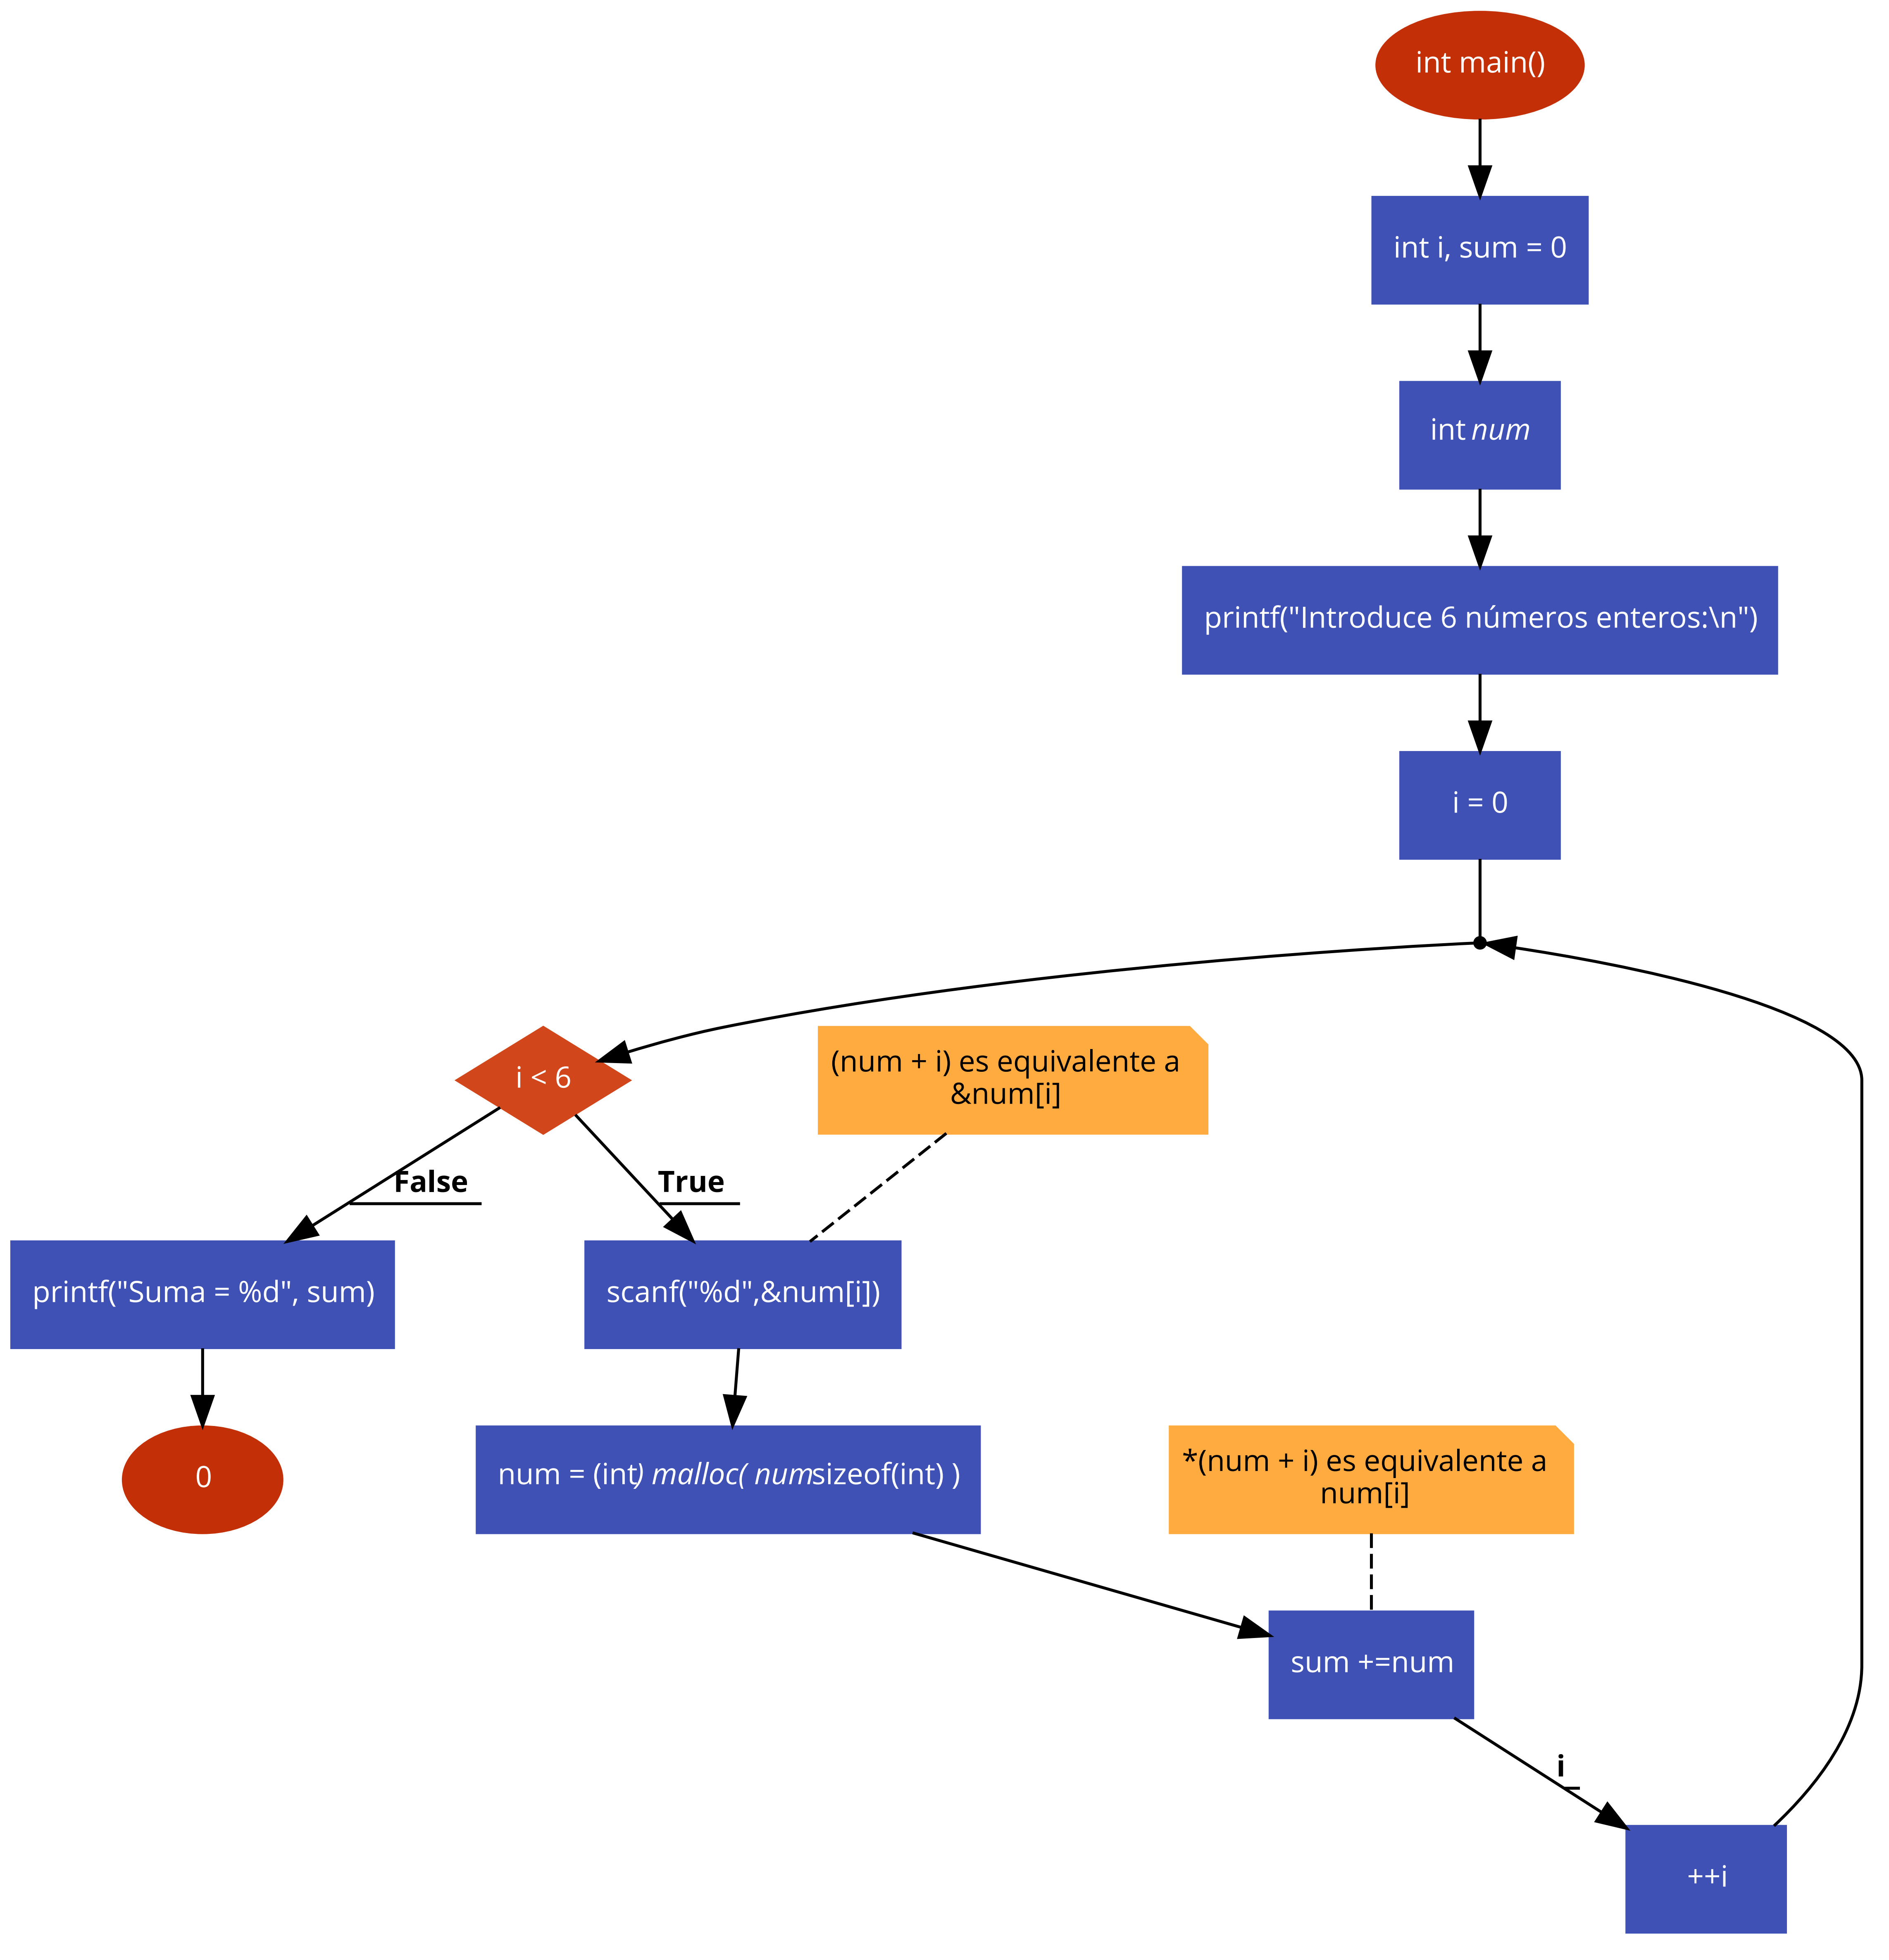 int main()
int i, sum = 0
int num
printf("Introduce 6 números enteros:\n")
i = 0
i < 6
(num + i) es equivalente a
&num[i]
False
True
printf("Suma = %d", sum)
scanf("%d",&num[i])
0
num = (int) malloc( numsizeof(int) )
*(num + i) es equivalente a
num[i]
sum +=num
i
++i